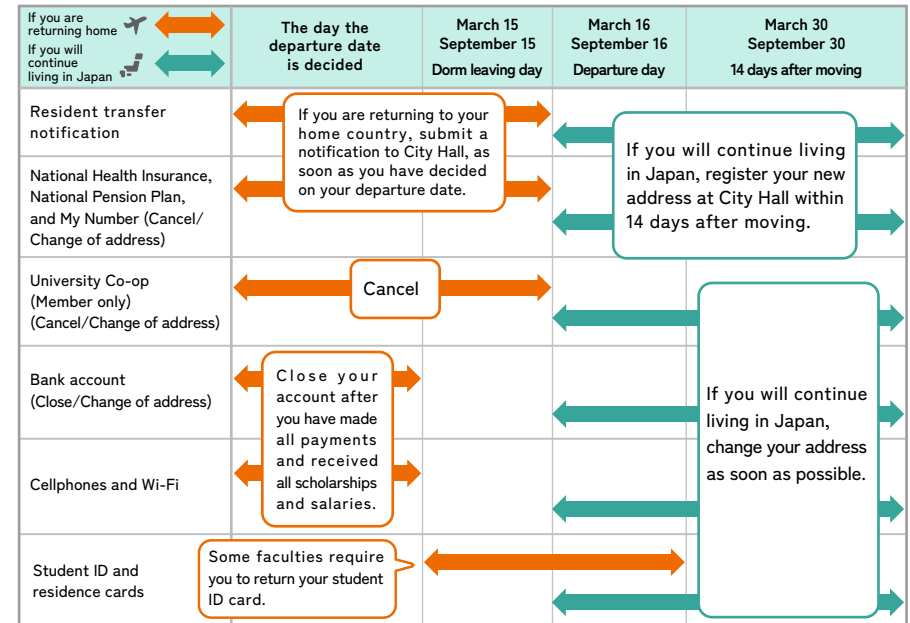 If you are
returning home
If you will
continue
living in Japan
The day the
departure date
is decided
March 15
September 15
Dorm leaving day
March 16
September 16
Departure day
March 30
September 30
14 days after moving
Resident transfer
notification
If you are returning to your
home country, submit a
notification to City Hall, as
soon as you have decided
on your departure date.
If you will continue living
in Japan, register your new
address at City Hall within
14 days after moving.
National Health Insurance,
National Pension Plan,
and My Number (Cancel/
Change of address)
University Co-op
(Member only)
(Cancel/Change of address)
Cancel
Bank account
(Close/Change of address)
Close your
account after
you have made
all payments
and received
all scholarships
and salaries.
If you will continue
living in Japan,
change your address
as soon as possible.
Cellphones and Wi-Fi
Student ID and
residence cards
Some faculties require
you to return your student
ID card.